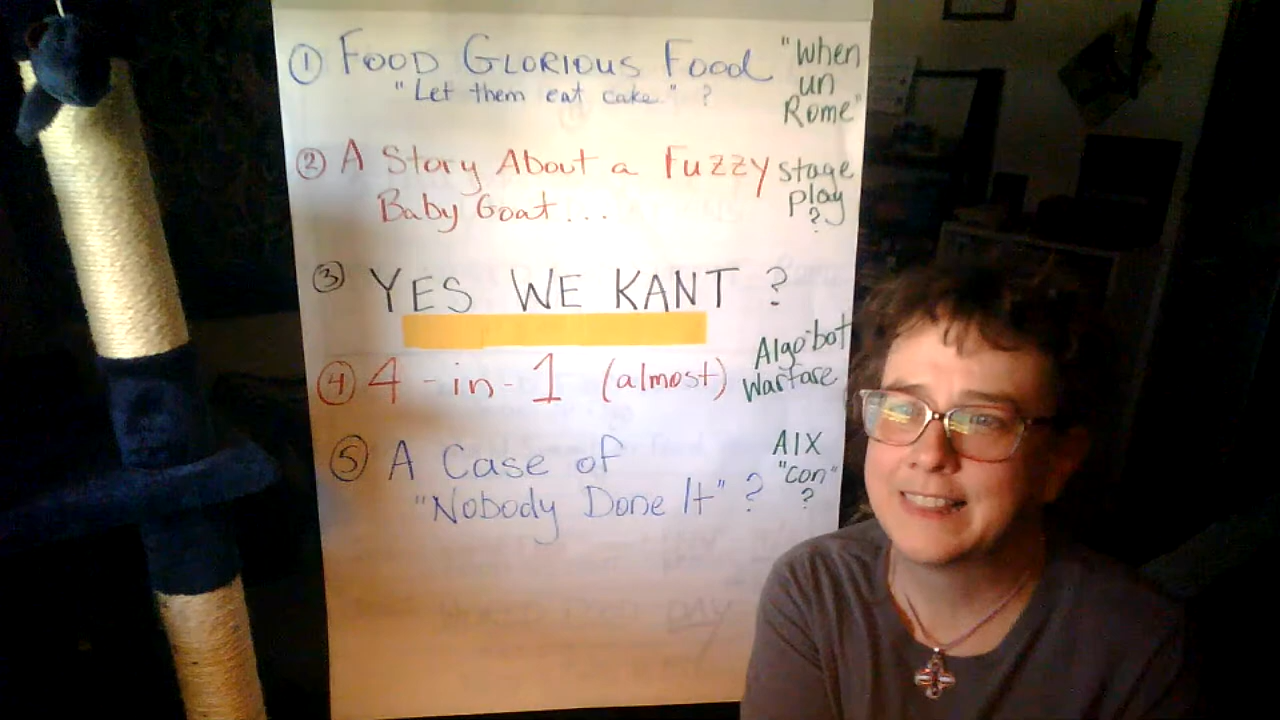 ① Food Glorious Food
"Let them eat cake." ?
"When
un
Rome"
② A Story About a Fuzzy
Baby Goat...
Stage
Play
?
③ YES WE KANT ?
④ 4-in-1 (almost)
Algo-bot
Warfare
⑤ A Case of
"Nobody Done It" ?
AIX
"Con"
?
DAY